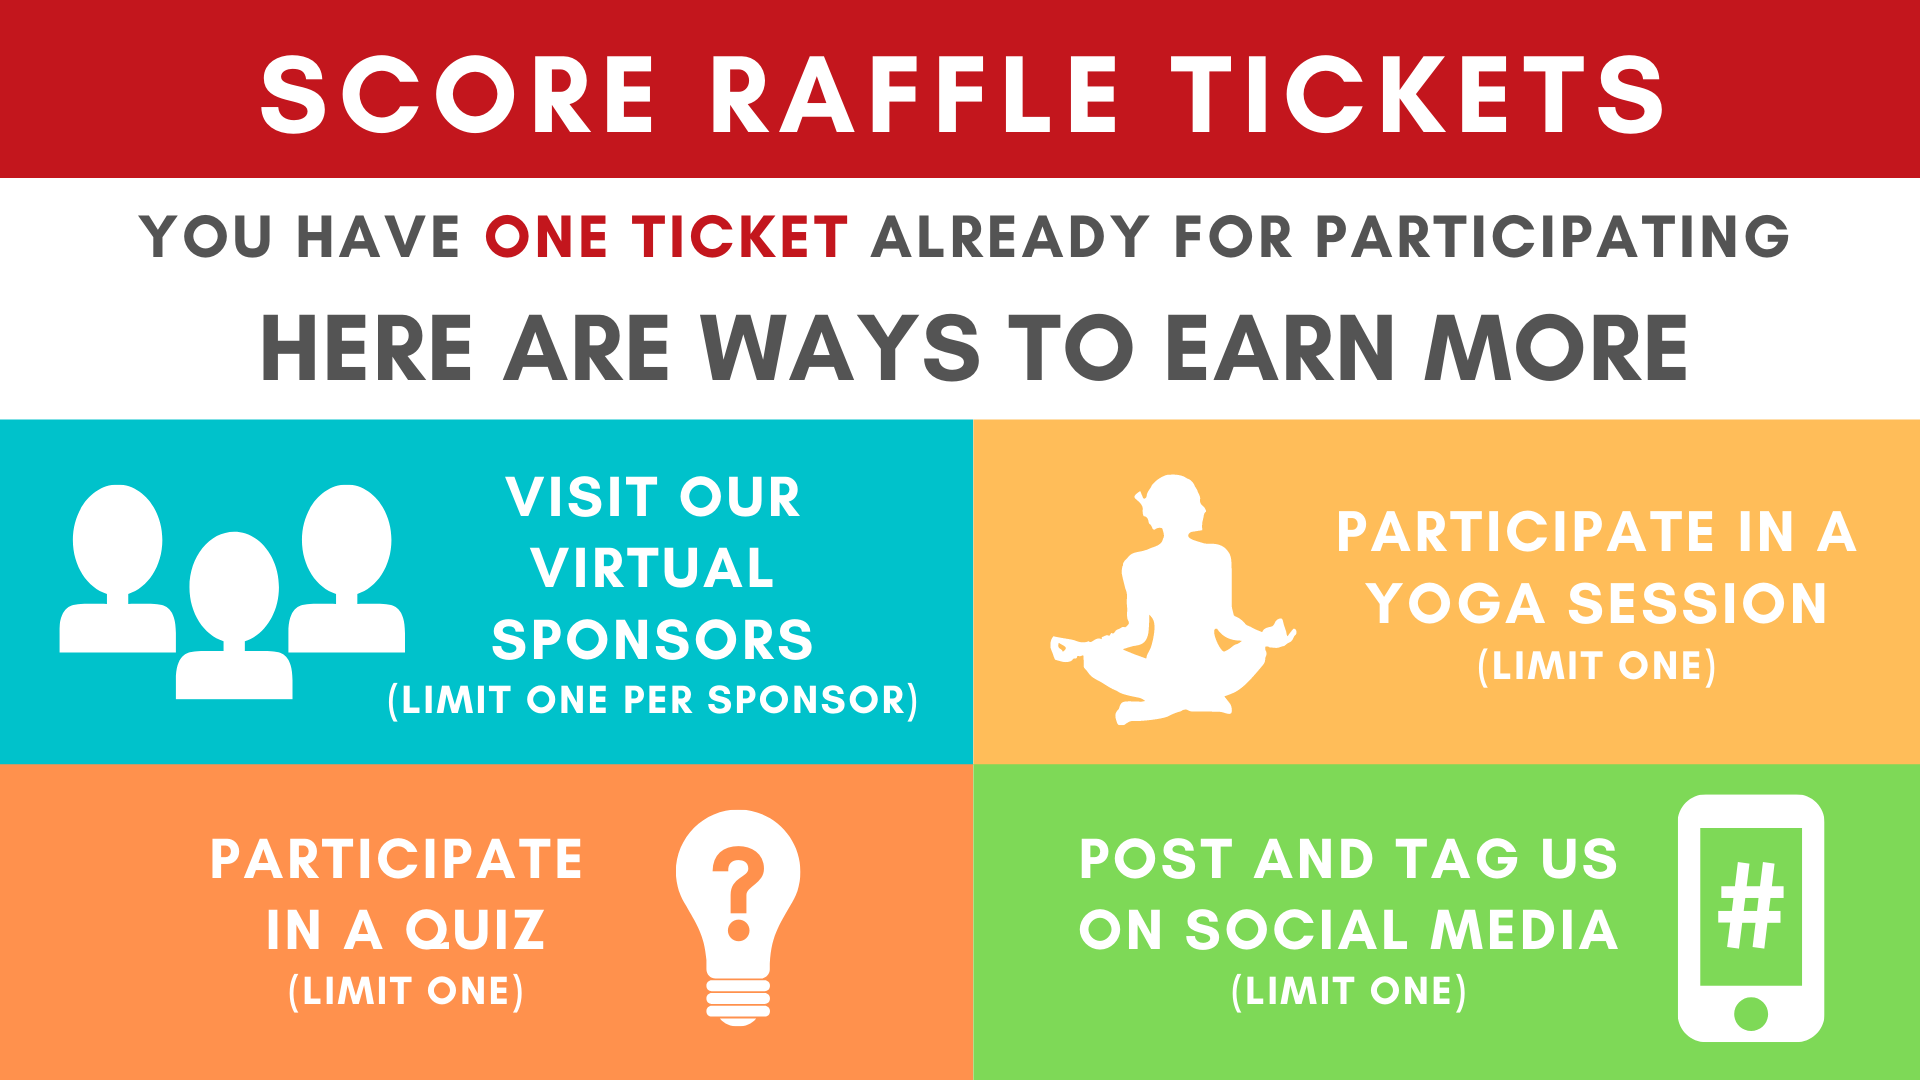 SCORE RAFFLE TICKETS
YOU HAVE ONE TICKET ALREADY FOR PARTICIPATING
HERE ARE WAYS TO EARN MORE
VISIT OUR
VIRTUAL
SPONSORS
(LIMIT ONE PER SPONSOR)
PARTICIPATE IN A
YOGA SESSION
(LIMIT ONE)
PARTICIPATE
IN A QUIZ
(LIMIT ONE)
?
POST AND TAG US
ON SOCIAL MEDIA
(LIMIT ONE)
#